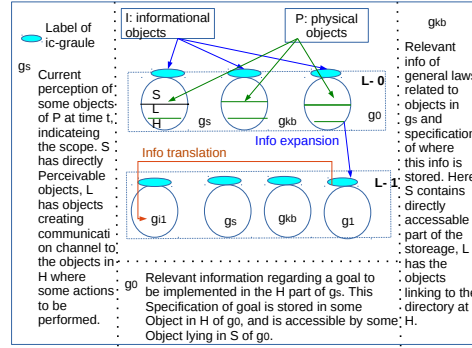 Label of
ic-graule
I: informational
objects
P: physical
objects
gkb
gs
Current
perception of
some objects
of P at time t,
indicateing
the scope. S
has directly
Perceivable
objects, L
has objects
creating
communicati
on channel to
the objects in
H where
some actions
to be
performed.
S
L
H
gs
gkb
g0
L- 0
Info expansion
Info translation
L- 1
gi1
gs
gkb
g1
g0 Relevant information regarding a goal to
be implemented in the H part of gs. This
Specification of goal is stored in some
Object in H of g0, and is accessible by some
Object lying in S of g0.
Relevant
info of
general laws
related to
objects in
gs and
specification
of where
this info is
stored. Here
S contains
directly
accessable
part of the
storeage, L
has the
objects
linking to the
directory at
H.